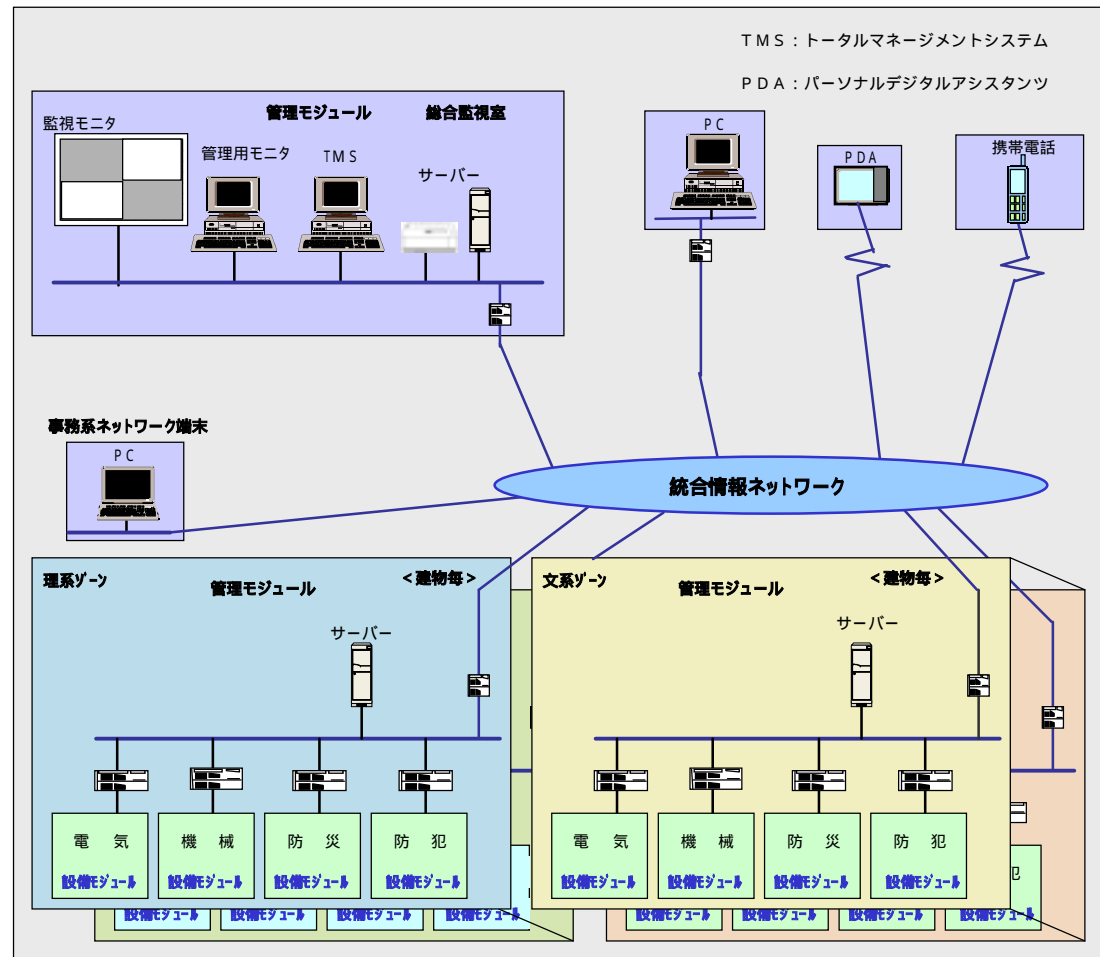 TMS：トータルマネージメントシステム
PDA：パーソナルデジタルアシスタンツ
管理モジュール
総合監視室
監視モニタ
管理用モニタ
TMS
サーバー
PC
PDA
携帯電話
事務系ネットワーク端末
PC
統合情報ネットワーク
理系ゾーン
管理モジュール
<建物毎>
サーバー
電 気
設備モジュール
機 械
設備モジュール
防 災
設備モジュール
防 犯
設備モジュール
設備モジュール
設備モジュール
設備モジュール
設備モジュール
文系ゾーン
管理モジュール
<建物毎>
サーバー
電 気
設備モジュール
機 械
設備モジュール
防 災
設備モジュール
防 犯
設備モジュール
犯
設備モジュール
設備モジュール
設備モジュール
設備モジュール